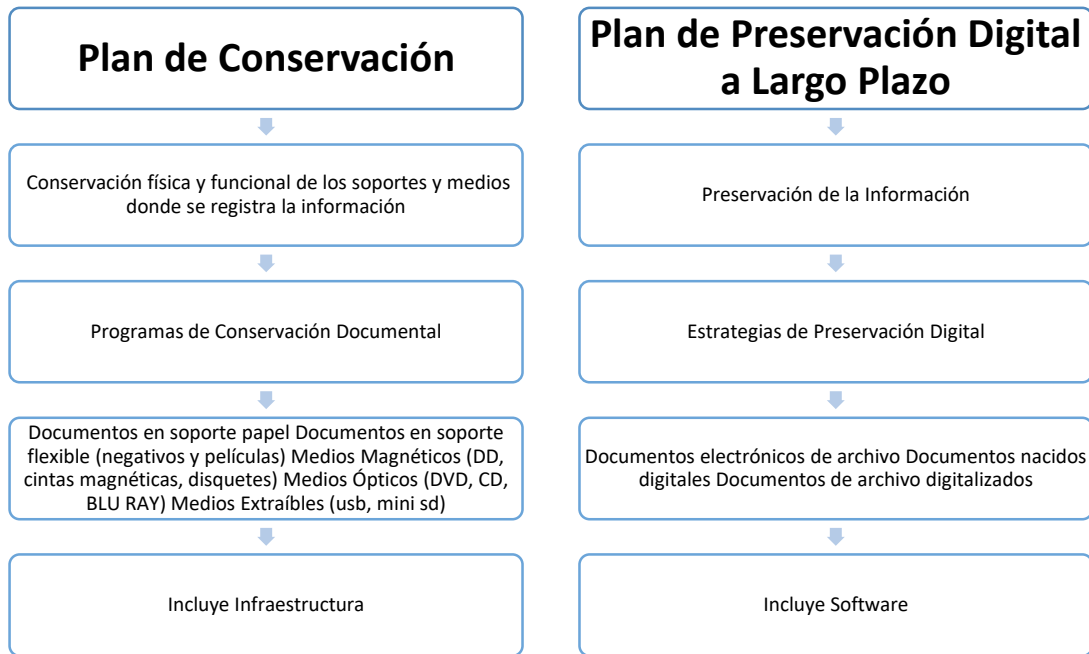 Plan de Conservación
Conservación física y funcional de los soportes y medios
donde se registra la información
Programas de Conservación Documental
Documentos en soporte papel Documentos en soporte
flexible (negativos y películas) Medios Magnéticos (DD,
cintas magnéticas, disquetes) Medios Ópticos (DVD, CD,
BLU RAY) Medios Extraíbles (usb, mini sd)
Incluye Infraestructura
Plan de Preservación Digital
a Largo Plazo
Preservación de la Información
Estrategias de Preservación Digital
Documentos electrónicos de archivo Documentos nacidos
digitales Documentos de archivo digitalizados
Incluye Software